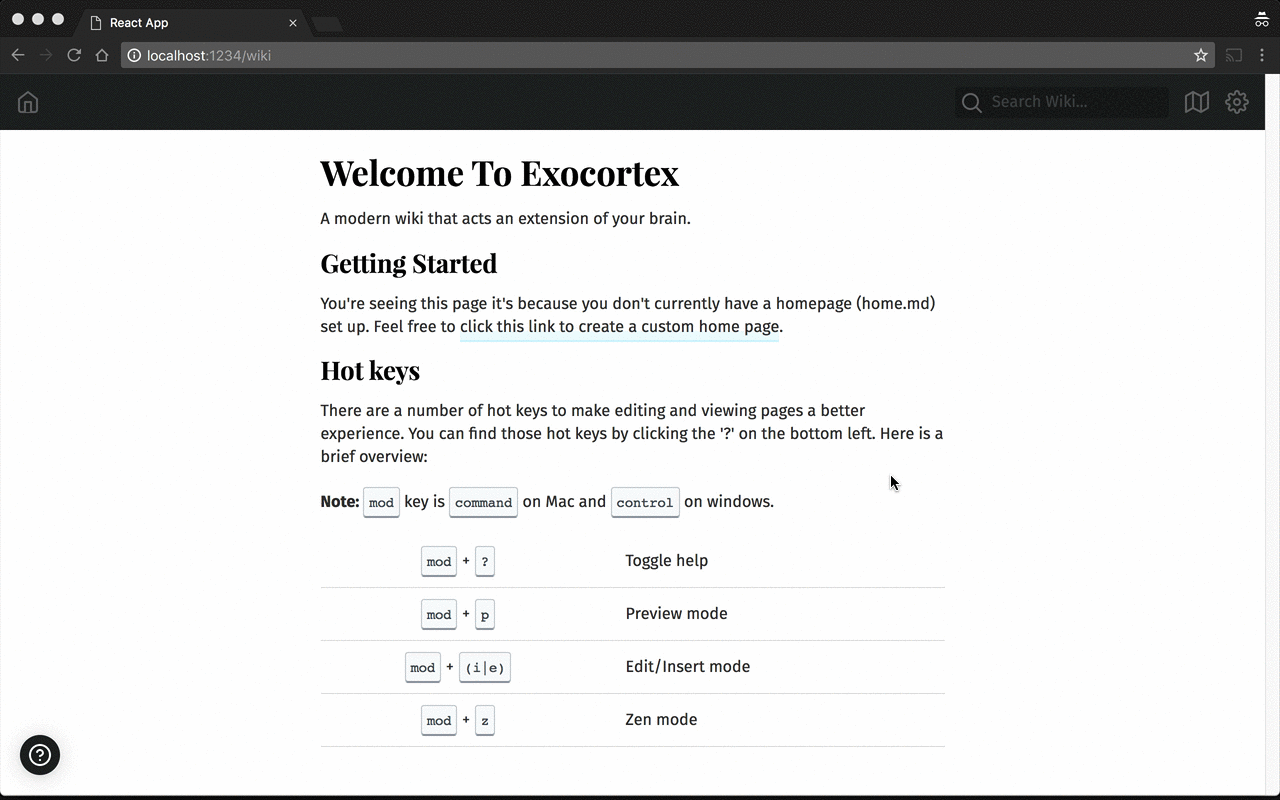 React App
localhost:1234/wiki
Search Wiki...
Welcome To Exocortex
A modern wiki that acts an extension of your brain.
Getting Started
You're seeing this page it's because you don't currently have a homepage (home.md)
set up. Feel free to click this link to create a custom home page.
Hot keys
There are a number of hot keys to make editing and viewing pages a better
experience. You can find those hot keys by clicking the '?' on the bottom left. Here is a
brief overview:
Note: mod key is command on Mac and control on windows.
mod + ? Toggle help
mod + p Preview mode
mod + (i|e) Edit/Insert mode
mod + z Zen mode
?